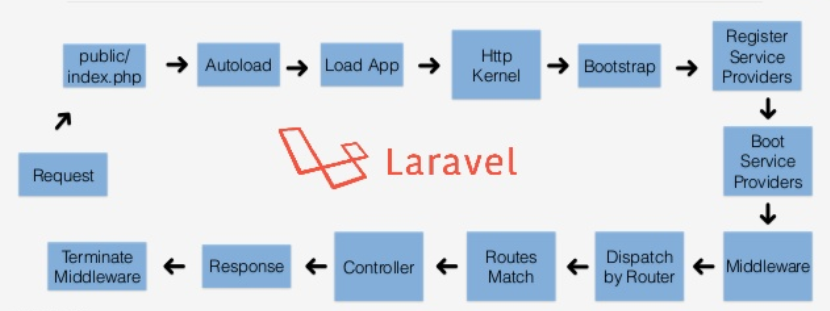 Request
public/
index.php
Autoload
Load App
Http
Kernel
Bootstrap
Register
Service
Providers
Boot
Service
Providers
Middleware
Dispatch
by Router
Routes
Match
Controller
Response
Terminate
Middleware
Laravel